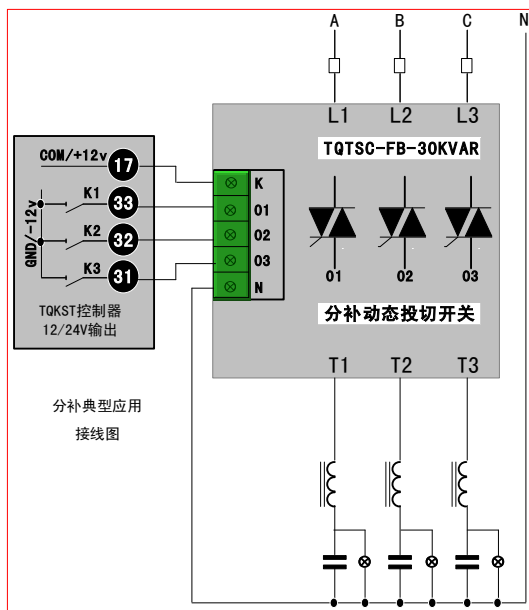 A B C N
L1 L2 L3
TQTSC-FB-30KVAR
COM/+12v 17
K
K1 33
01
K2 32
02
K3 31
03
N
GND/-12v
01 02 03
TQKST控制器
12/24V输出
分补动态投切开关
T1 T2 T3
分补典型应用
接线图